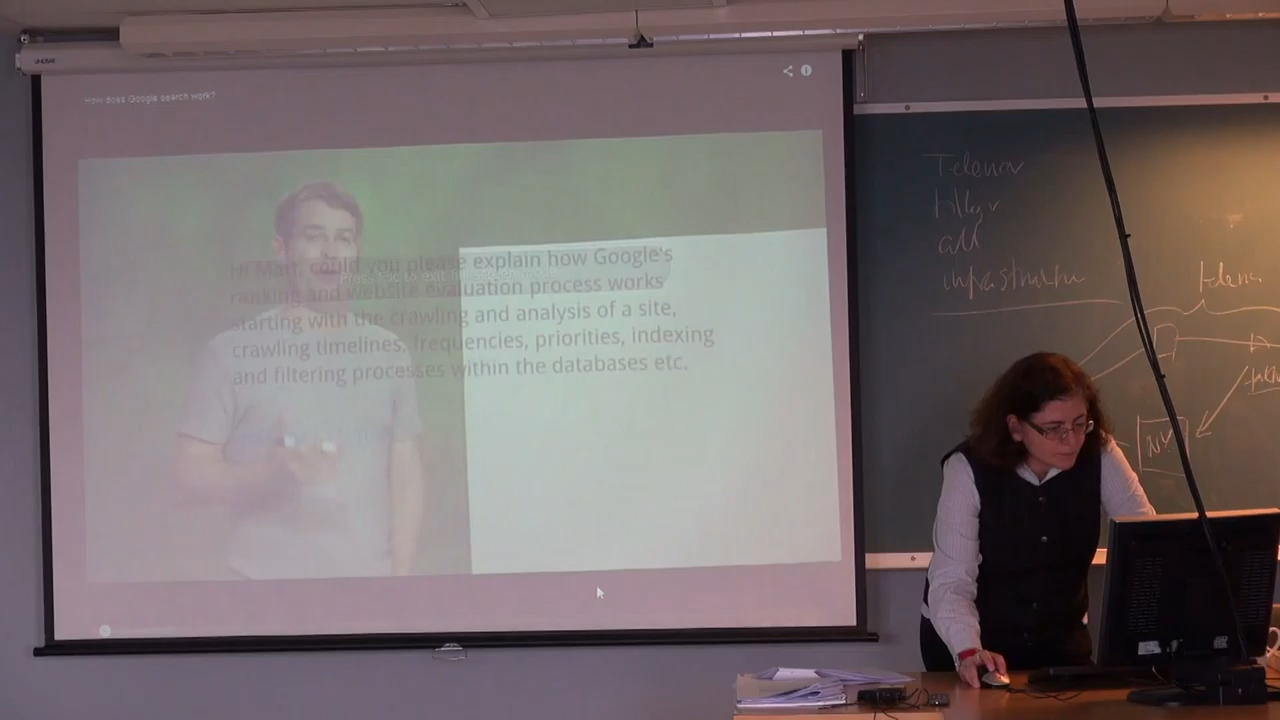 How does Google search work?
Hi Matt, could you please explain how Google's
ranking and website evaluation process works
starting with the crawling and analysis of a site,
crawling timelines, frequencies, priorities, indexing
and filtering processes within the databases etc.
Telenor
all
infrastruktur
NV